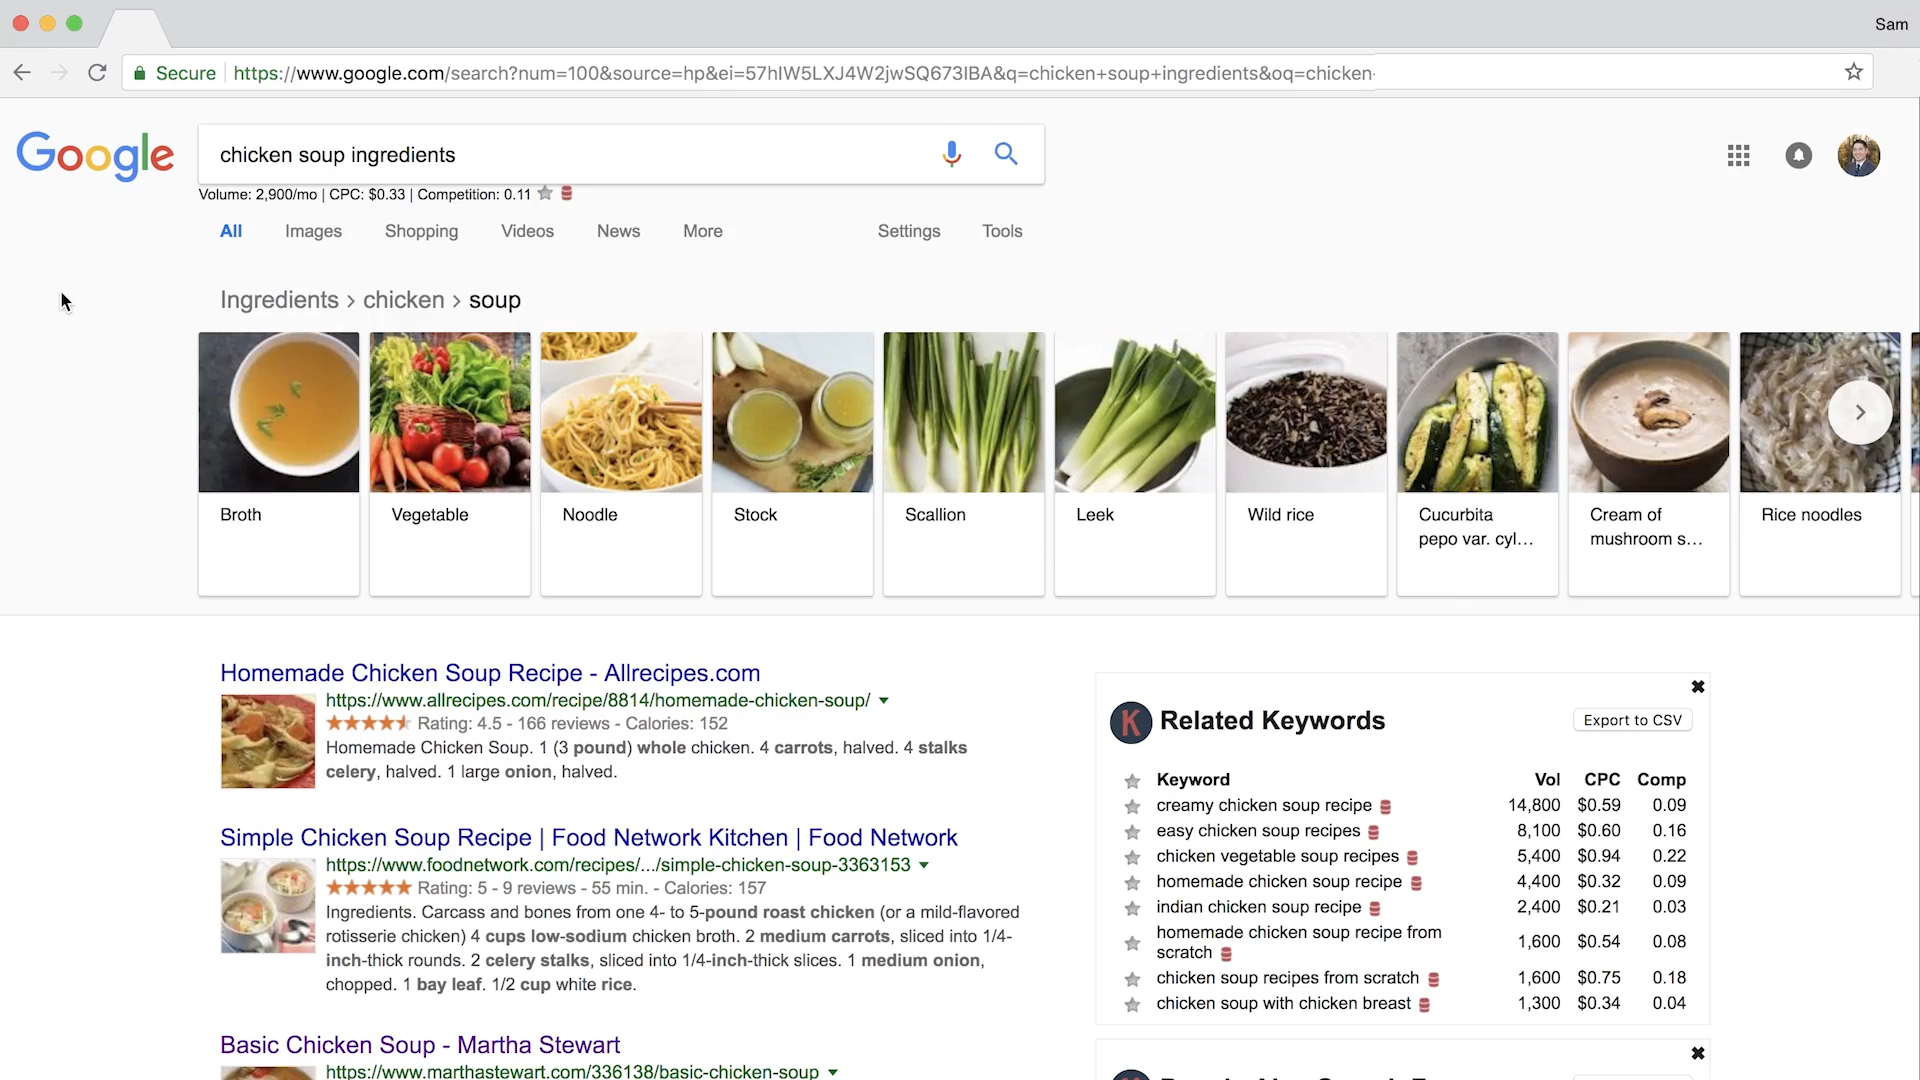 Sam
Secure https://www.google.com/search?num=100&source=hp&ei=57hIW5LXJ4W2jwSQ673IBA&q=chicken+soup+ingredients&oq=chicken-
Google
chicken soup ingredients
Volume: 2,900/mo | CPC: $0.33 | Competition: 0.11
All Images Shopping Videos News More Settings Tools
Ingredients > chicken > soup
Broth
Vegetable
Noodle
Stock
Scallion
Leek
Wild rice
Cucurbita
pepo var. cyl...
Cream of
mushroom s...
Rice noodles
Homemade Chicken Soup Recipe - Allrecipes.com
https://www.allrecipes.com/recipe/8814/homemade-chicken-soup/
Rating: 4.5 - 166 reviews - Calories: 152
Homemade Chicken Soup. 1 (3 pound) whole chicken. 4 carrots, halved. 4 stalks
celery, halved. 1 large onion, halved.
Simple Chicken Soup Recipe | Food Network Kitchen | Food Network
https://www.foodnetwork.com/recipes/.../simple-chicken-soup-3363153
Rating: 5 - 9 reviews - 55 min. - Calories: 157
Ingredients. Carcass and bones from one 4- to 5-pound roast chicken (or a mild-flavored
rotisserie chicken) 4 cups low-sodium chicken broth. 2 medium carrots, sliced into 1/4-
inch-thick rounds. 2 celery stalks, sliced into 1/4-inch-thick slices. 1 medium onion,
chopped. 1 bay leaf. 1/2 cup white rice.
Basic Chicken Soup - Martha Stewart
https://www.marthastewart.com/336138/basic-chicken-soup
K Related Keywords Export to CSV
Keyword Vol CPC Comp
creamy chicken soup recipe 14,800 $0.59 0.09
easy chicken soup recipes 8,100 $0.60 0.16
chicken vegetable soup recipes 5,400 $0.94 0.22
homemade chicken soup recipe 4,400 $0.32 0.09
indian chicken soup recipe 2,400 $0.21 0.03
homemade chicken soup recipe from
scratch 1,600 $0.54 0.08
chicken soup recipes from scratch 1,600 $0.75 0.18
chicken soup with chicken breast 1,300 $0.34 0.04